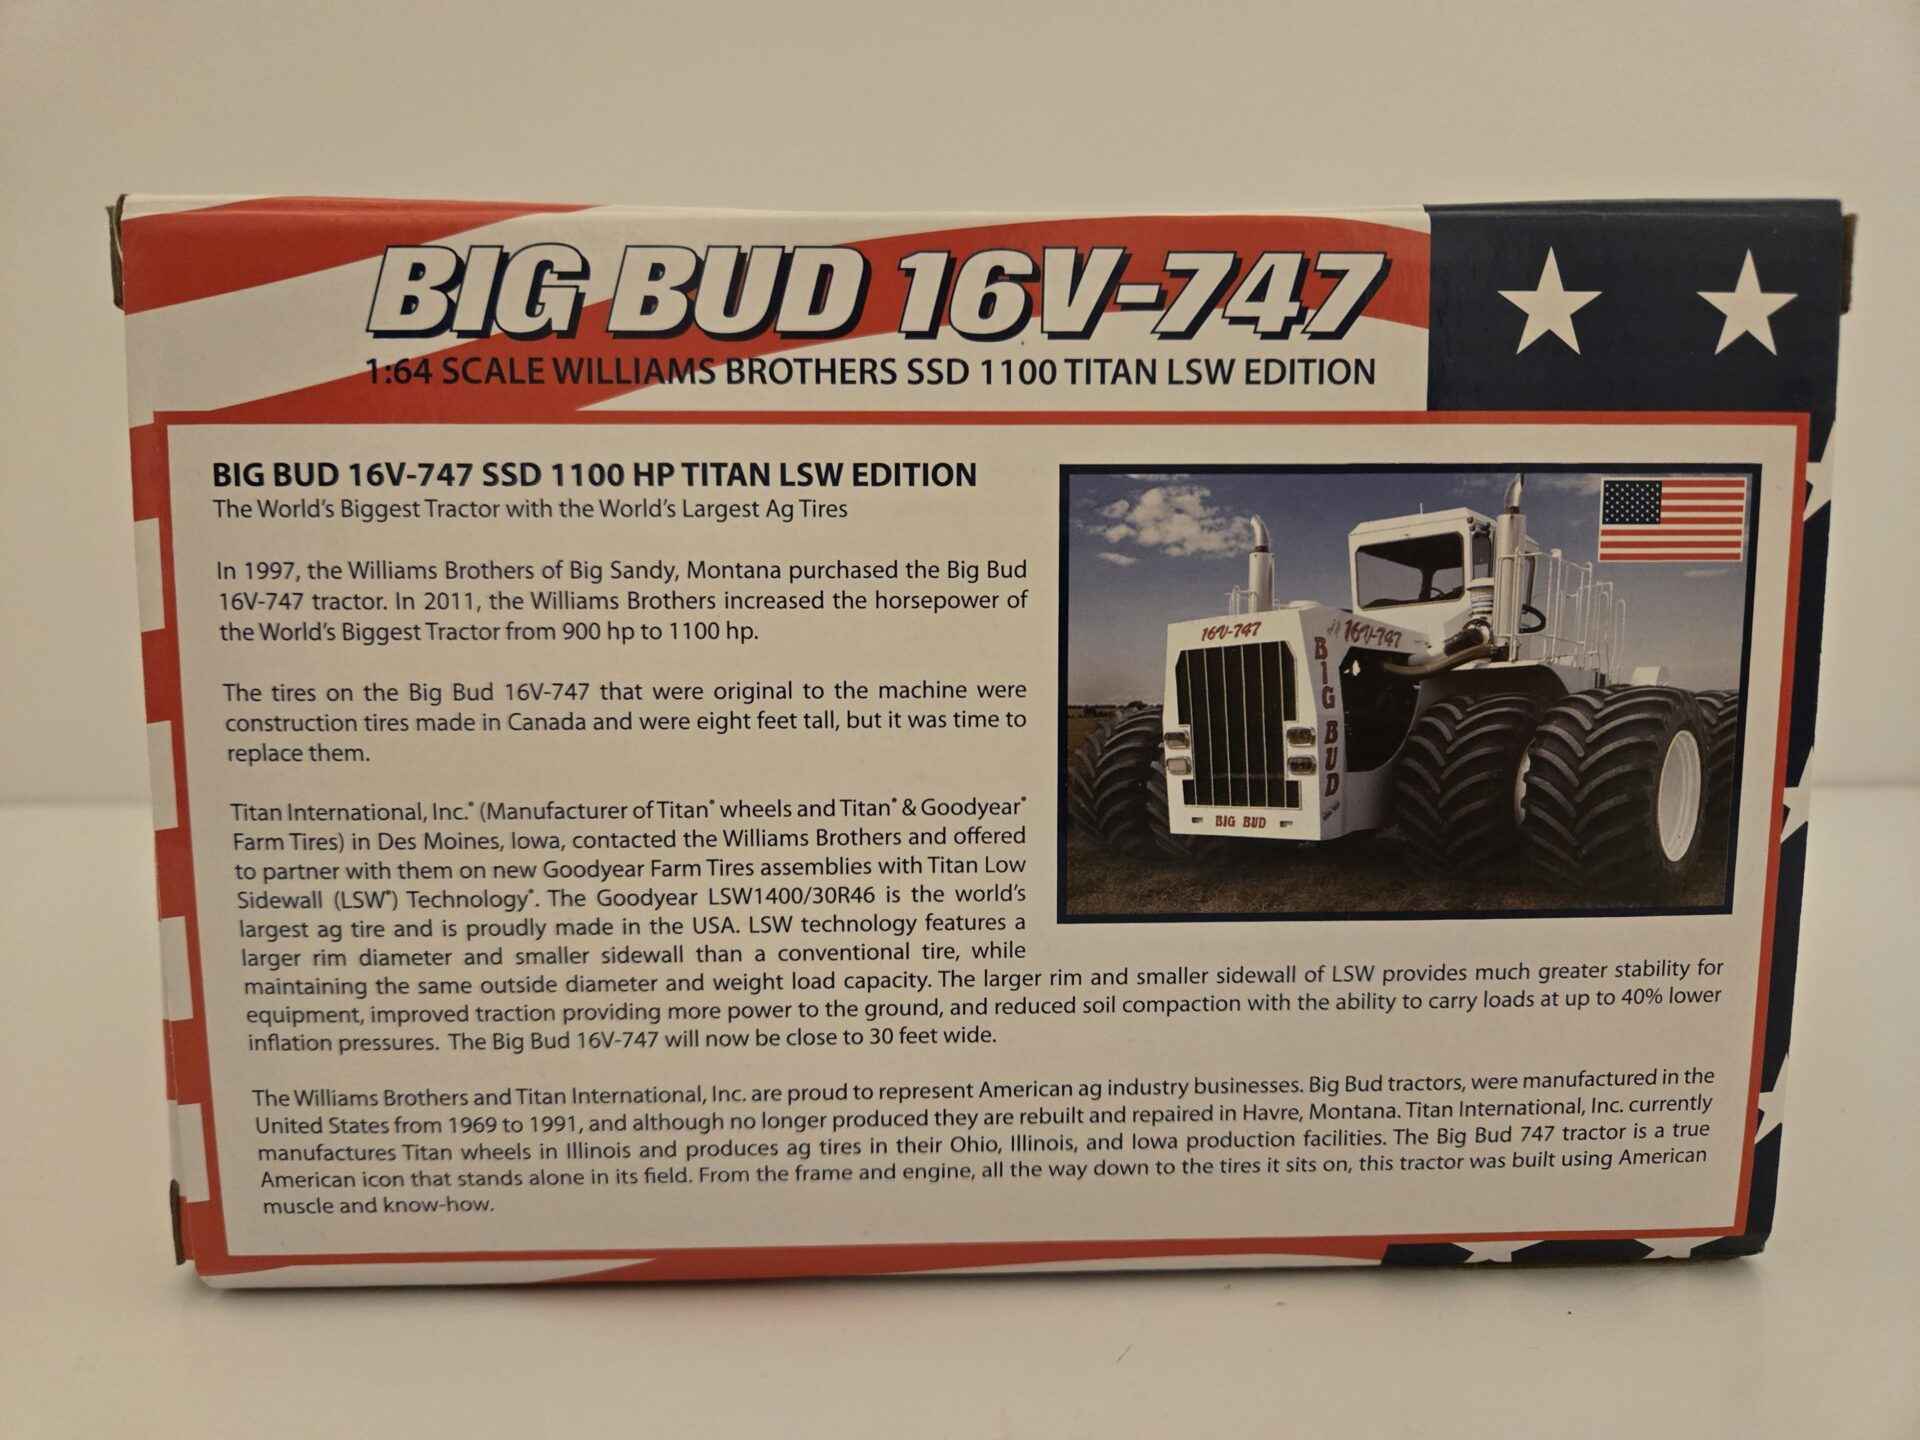 BIG BUD 16V-747
1:64 SCALE WILLIAMS BROTHERS SSD 1100 TITAN LSW EDITION
BIG BUD 16V-747 SSD 1100 HP TITAN LSW EDITION
The World's Biggest Tractor with the World's Largest Ag Tires
In 1997, the Williams Brothers of Big Sandy, Montana purchased the Big Bud
16V-747 tractor. In 2011, the Williams Brothers increased the horsepower of
the World's Biggest Tractor from 900 hp to 1100 hp.
The tires on the Big Bud 16V-747 that were original to the machine were
construction tires made in Canada and were eight feet tall, but it was time to
replace them.
Titan International, Inc.® (Manufacturer of Titan® wheels and Titan® & Goodyear®
Farm Tires) in Des Moines, Iowa, contacted the Williams Brothers and offered
to partner with them on new Goodyear Farm Tires assemblies with Titan Low
Sidewall (LSW®) Technology®. The Goodyear LSW1400/30R46 is the world's
largest ag tire and is proudly made in the USA. LSW technology features a
larger rim diameter and smaller sidewall than a conventional tire, while
maintaining the same outside diameter and weight load capacity. The larger rim and smaller sidewall of LSW provides much greater stability for
equipment, improved traction providing more power to the ground, and reduced soil compaction with the ability to carry loads at up to 40% lower
inflation pressures. The Big Bud 16V-747 will now be close to 30 feet wide.
The Williams Brothers and Titan International, Inc. are proud to represent American ag industry businesses. Big Bud tractors, were manufactured in the
United States from 1969 to 1991, and although no longer produced they are rebuilt and repaired in Havre, Montana. Titan International, Inc. currently
manufactures Titan wheels in Illinois and produces ag tires in their Ohio, Illinois, and Iowa production facilities. The Big Bud 747 tractor is a true
American icon that stands alone in its field. From the frame and engine, all the way down to the tires it sits on, this tractor was built using American
muscle and know-how.
16V-747
16V-747
BIG BUD
BIG BUD